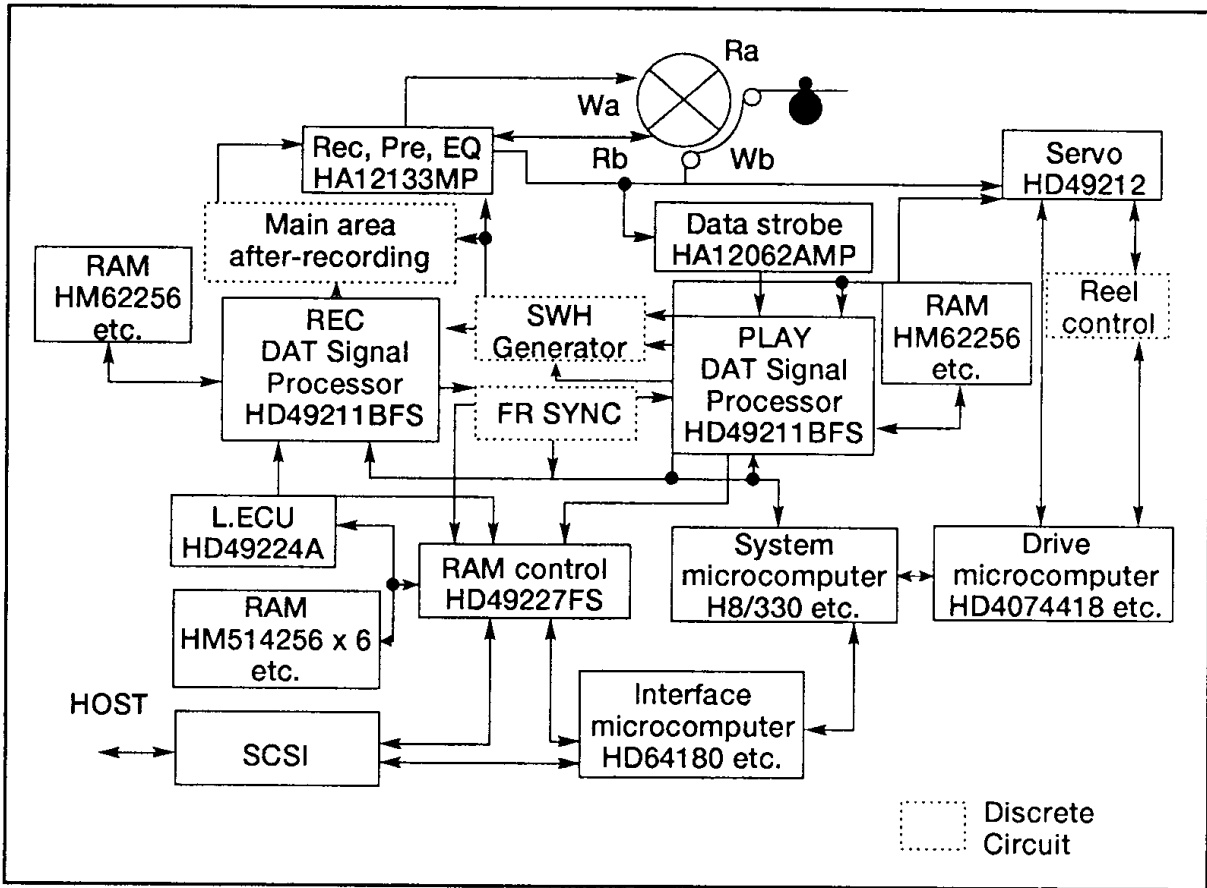 Ra
Wa
Rb
Wb
Rec, Pre, EQ
HA12133MP
Servo
HD49212
Main area
after-recording
Data strobe
HA12062AMP
RAM
HM62256
etc.
REC
DAT Signal
Processor
HD49211BFS
SWH
Generator
PLAY
DAT Signal
Processor
HD49211BFS
RAM
HM62256
etc.
Reel
control
FR SYNC
L.ECU
HD49224A
RAM control
HD49227FS
System
microcomputer
H8/330 etc.
Drive
microcomputer
HD4074418 etc.
RAM
HM514256 x 6
etc.
HOST
SCSI
Interface
microcomputer
HD64180 etc.
Discrete
Circuit